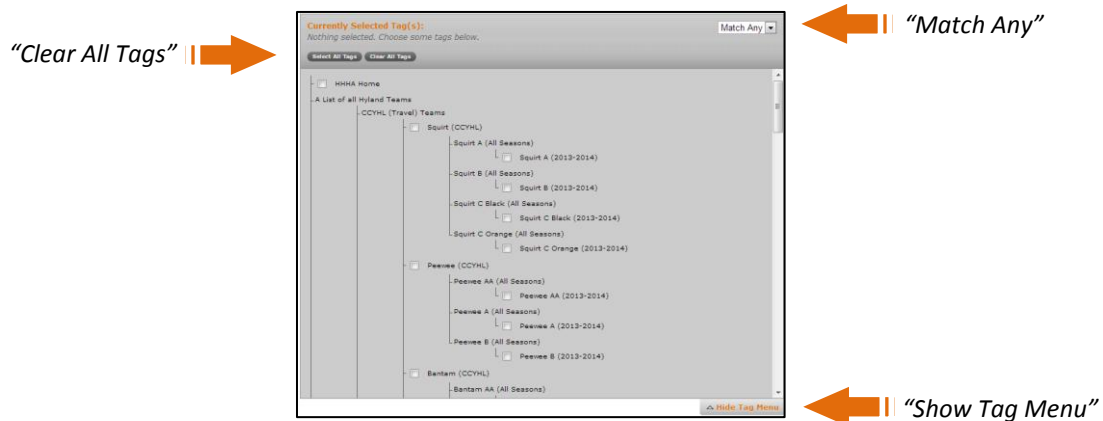 Currently Selected Tag(s):
Match Any
"Match Any"
Nothing selected. Choose some tags below.
"Clear All Tags"
Select All Tags Clear All Tags
HHHA Home
A List of all Hyland Teams
CCYHL (Travel) Teams
Squirt (CCYHL)
Squirt A (All Seasons)
Squirt A (2013-2014)
Squirt B (All Seasons)
Squirt B (2013-2014)
Squirt C Black (All Seasons)
Squirt C Black (2013-2014)
Squirt C Orange (All Seasons)
Squirt C Orange (2013-2014)
Peewee (CCYHL)
Peewee AA (All Seasons)
Peewee AA (2013-2014)
Peewee A (All Seasons)
Peewee A (2013-2014)
Peewee B (All Seasons)
Peewee B (2013-2014)
Bantam (CCYHL)
Bantam AA (All Seasons)
Hide Tag Menu
"Show Tag Menu"